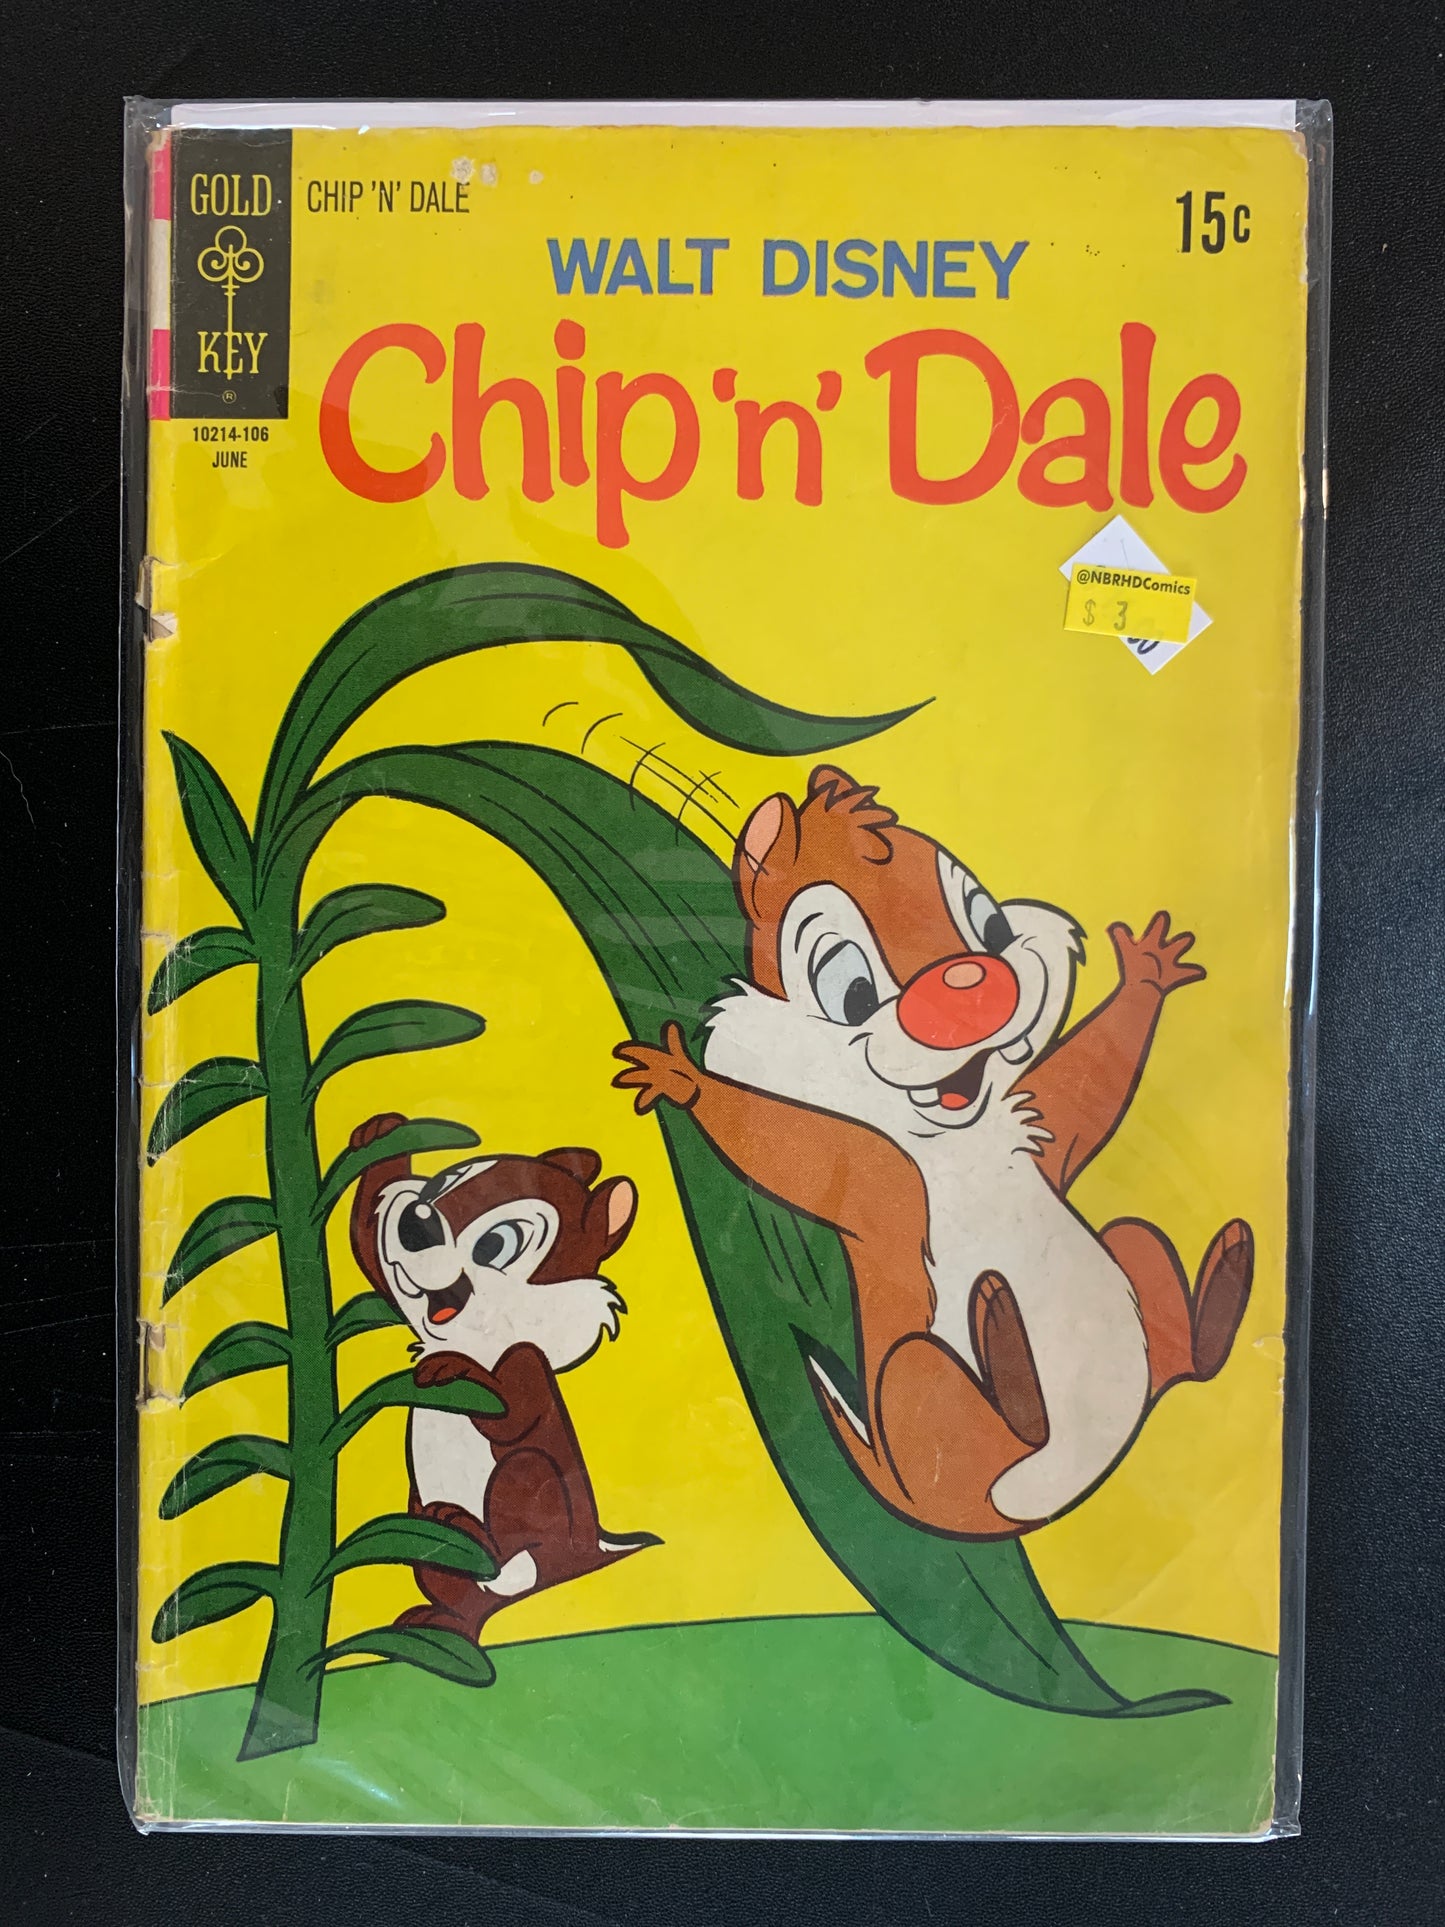 GOLD
KEY
®
CHIP 'N' DALE
15c
10214-106
JUNE
WALT DISNEY
Chip 'n' Dale
@NBRHDComics
$ 3